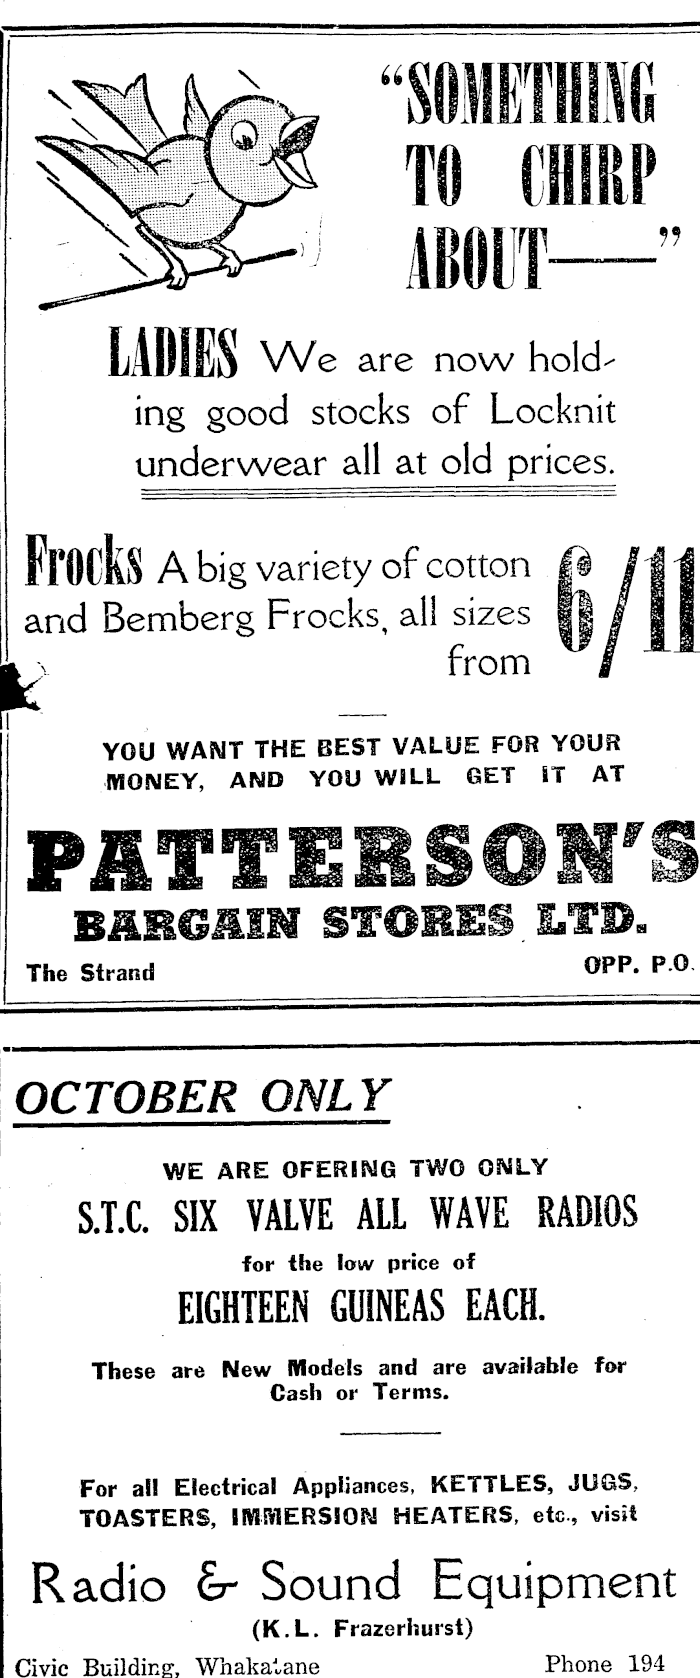 "SOMETHING
TO CHIRP
ABOUT——"
LADIES We are now hold-
ing good stocks of Locknit
underwear all at old prices.
Frocks A big variety of cotton
and Bemberg Frocks, all sizes
from
6/11
YOU WANT THE BEST VALUE FOR YOUR
MONEY, AND YOU WILL GET IT AT
PATTERSON'S
BARGAIN STORES LTD.
The Strand OPP. P.O.
OCTOBER ONLY
WE ARE OFERING TWO ONLY
S.T.C. SIX VALVE ALL WAVE RADIOS
for the low price of
EIGHTEEN GUINEAS EACH.
These are New Models and are available for
Cash or Terms.
For all Electrical Appliances, KETTLES, JUGS,
TOASTERS, IMMERSION HEATERS, etc., visit
Radio & Sound Equipment
(K.L. Frazerhurst)
Civic Building, Whakatane Phone 194